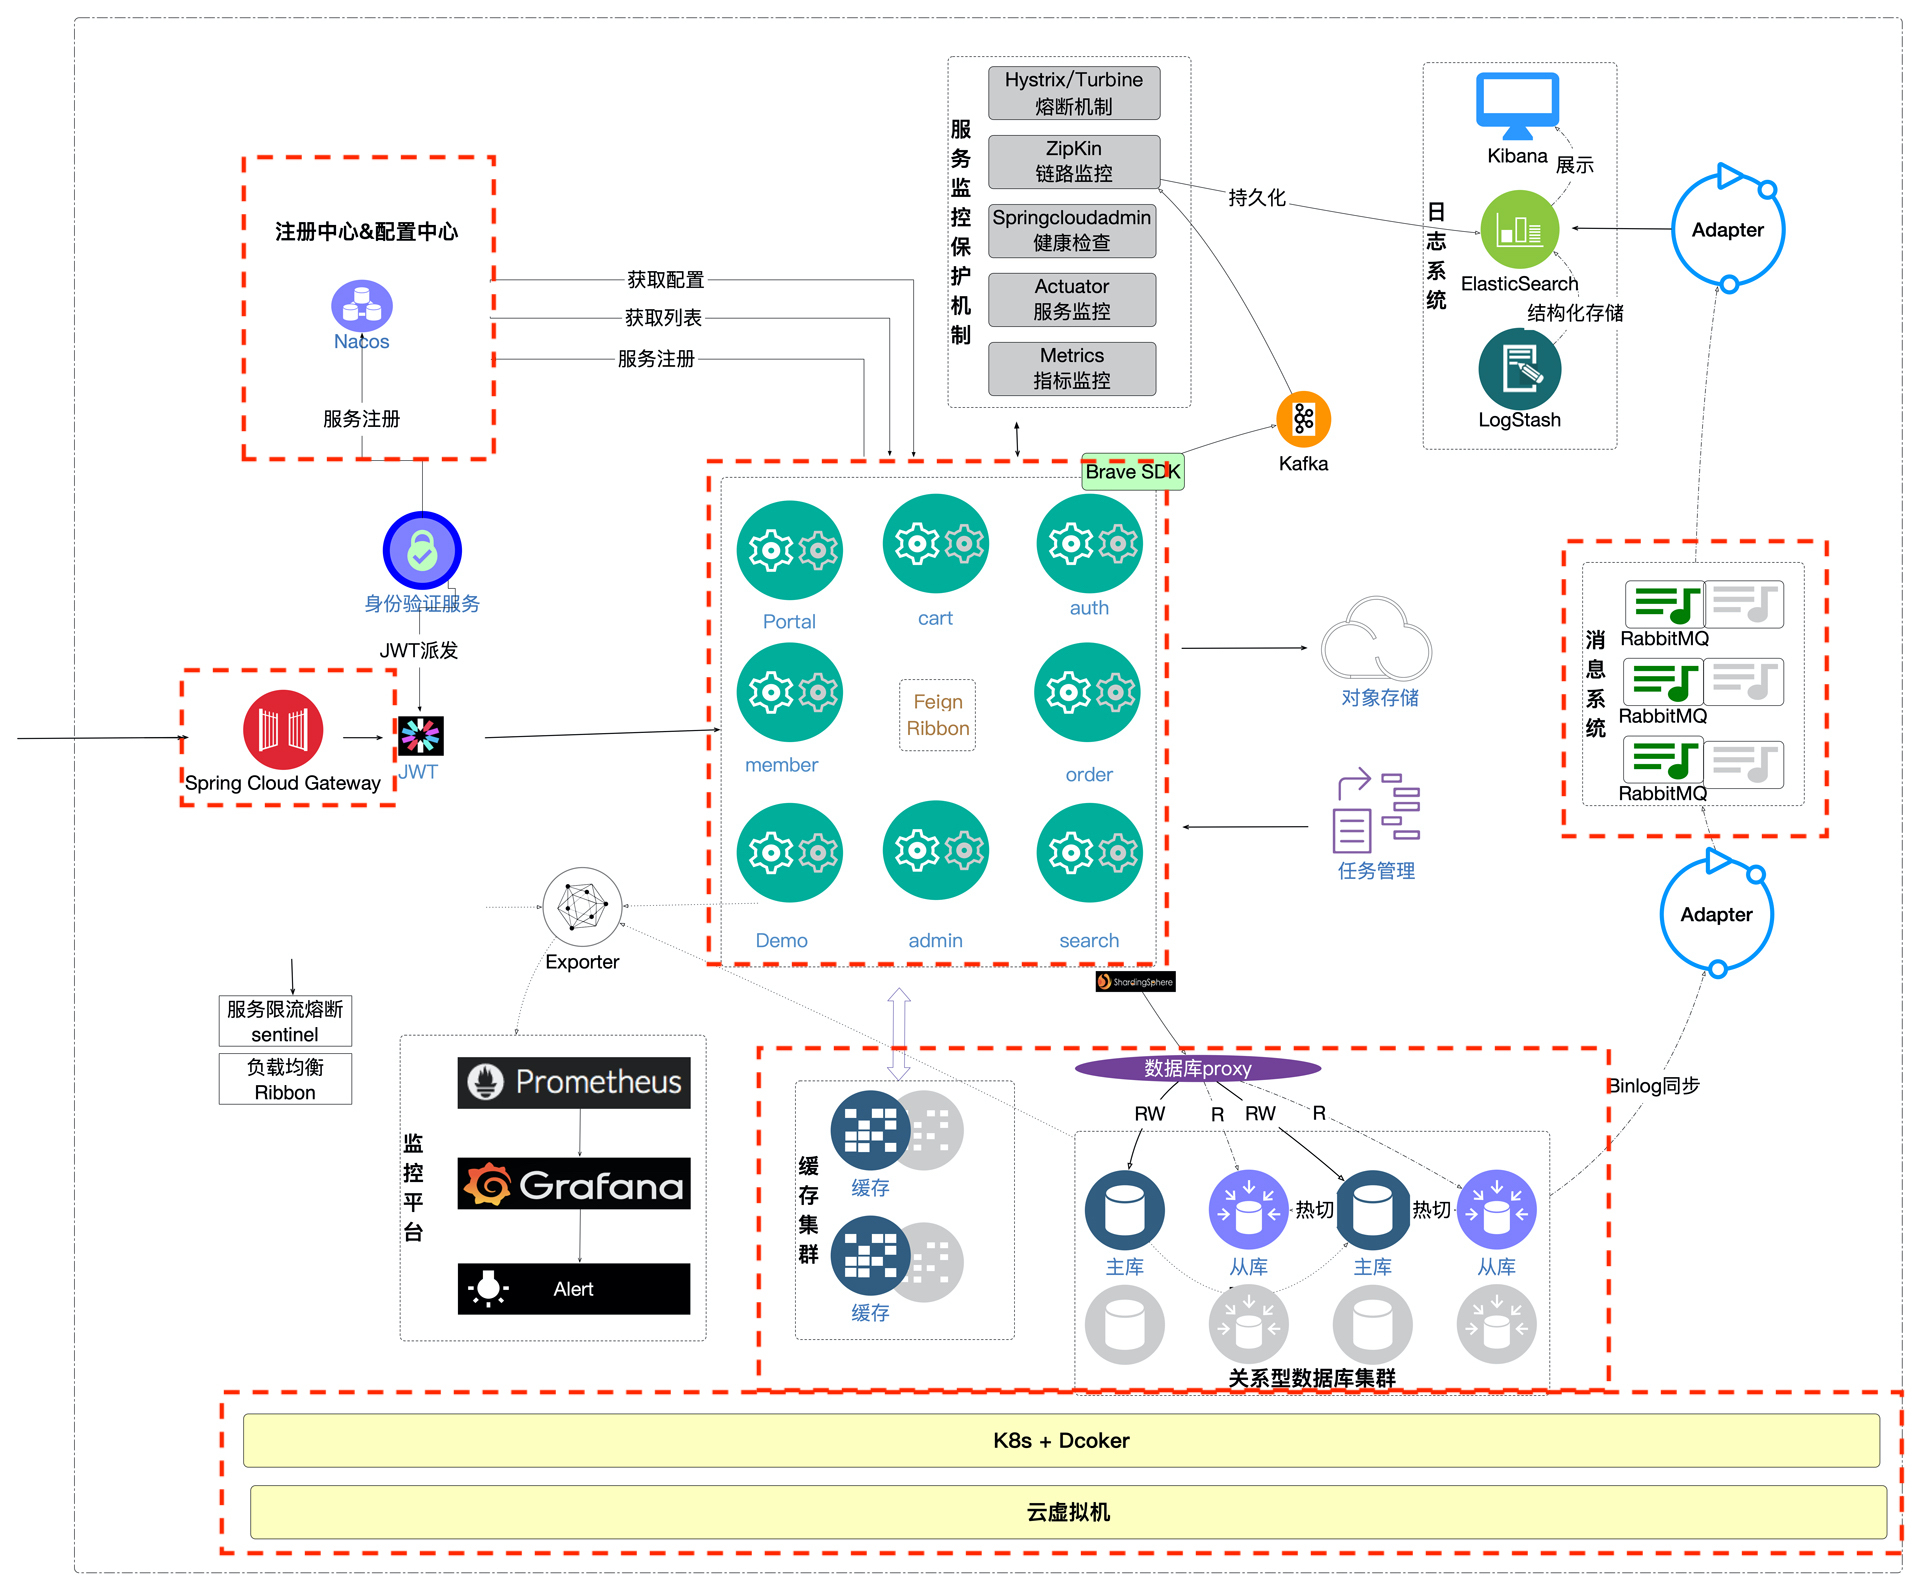 Hystrix/Turbine
熔断机制
ZipKin
链路监控
Springcloudadmin
健康检查
Actuator
服务监控
Metrics
指标监控
服务监控保护机制
持久化
Kibana
展示
ElasticSearch
结构化存储
LogStash
日志系统
Adapter
注册中心&配置中心
Nacos
服务注册
获取配置
获取列表
服务注册
Kafka
Brave SDK
身份验证服务
JWT派发
Spring Cloud Gateway
JWT
Portal
cart
auth
member
Feign
Ribbon
order
Demo
admin
search
对象存储
任务管理
消息系统
RabbitMQ
RabbitMQ
RabbitMQ
Adapter
Exporter
ShardingSphere
服务限流熔断
sentinel
负载均衡
Ribbon
监控平台
Prometheus
Grafana
Alert
缓存集群
缓存
缓存
数据库proxy
RW
R
RW
R
Binlog同步
热切
热切
主库
从库
主库
从库
关系型数据库集群
K8s + Dcoker
云虚拟机